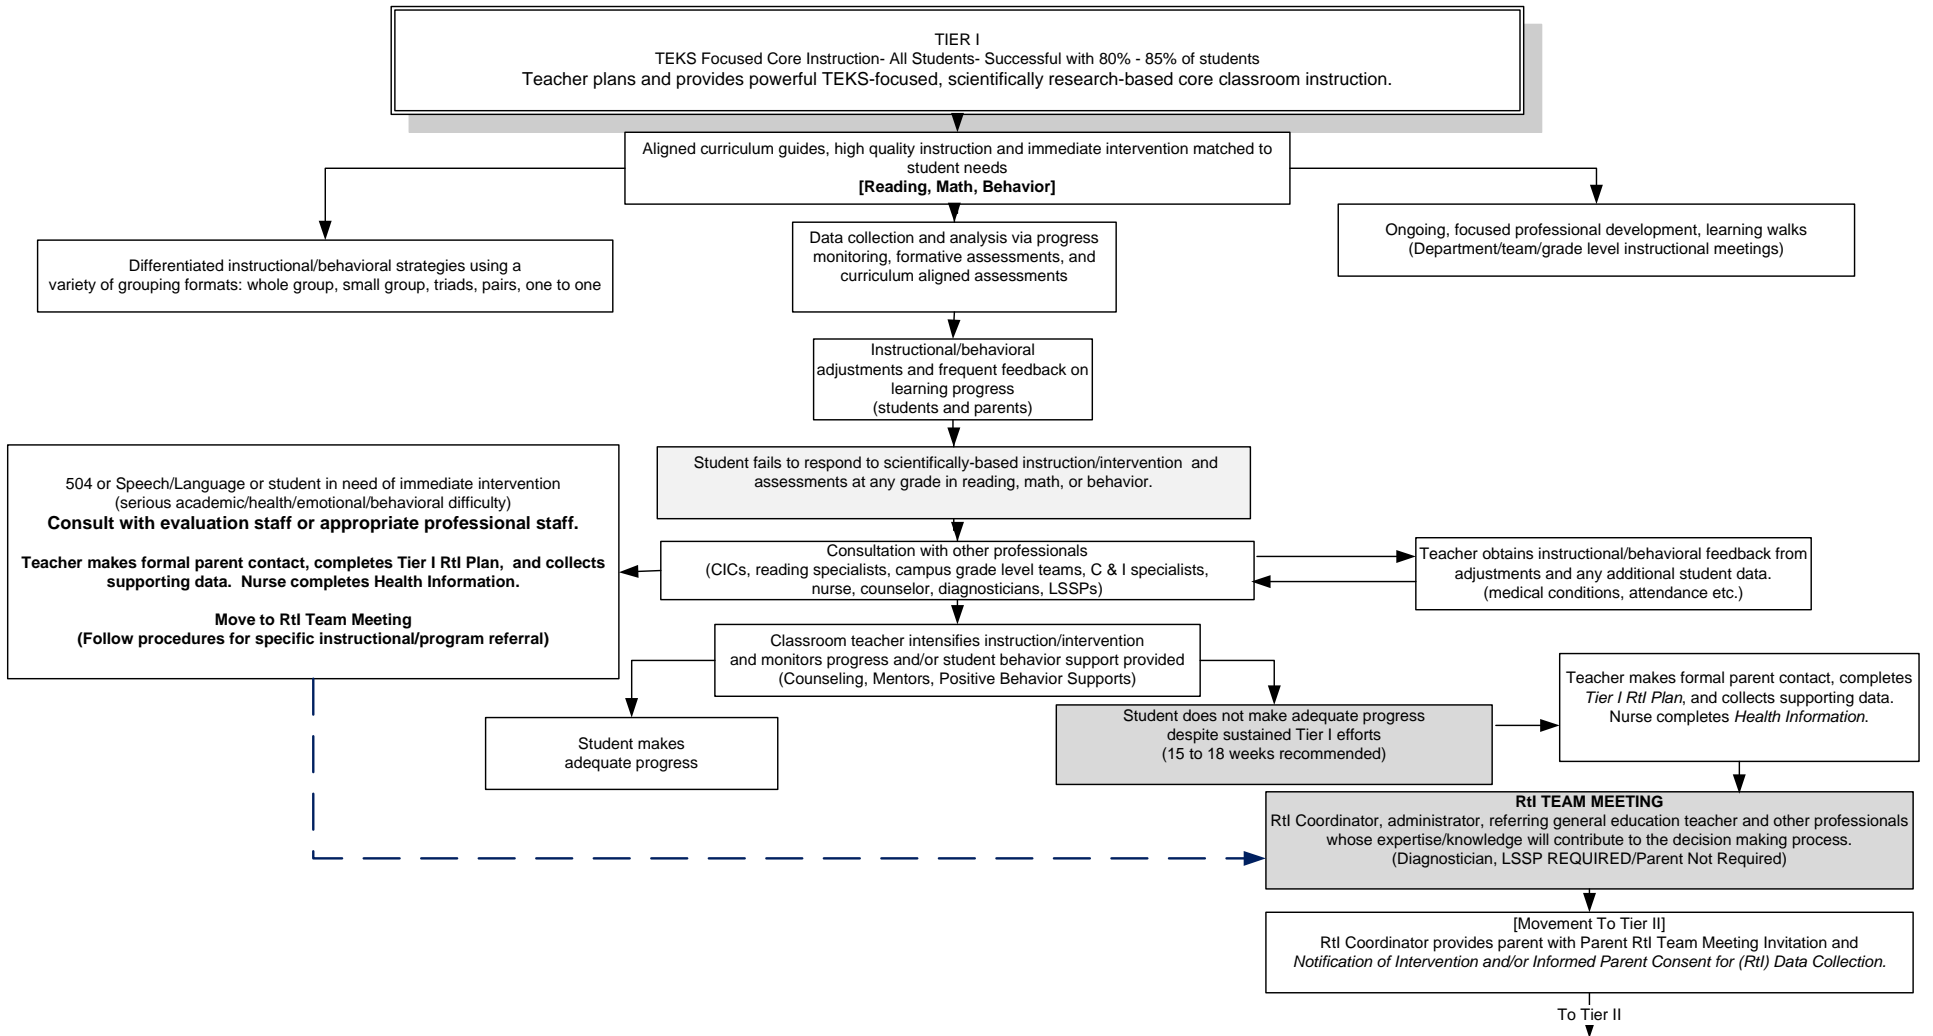 TIER I
TEKS Focused Core Instruction- All Students- Successful with 80% - 85% of students
Teacher plans and provides powerful TEKS-focused, scientifically research-based core classroom instruction.
Aligned curriculum guides, high quality instruction and immediate intervention matched to
student needs
[Reading, Math, Behavior]
Differentiated instructional/behavioral strategies using a
variety of grouping formats: whole group, small group, triads, pairs, one to one
Data collection and analysis via progress
monitoring, formative assessments, and
curriculum aligned assessments
Ongoing, focused professional development, learning walks
(Department/team/grade level instructional meetings)
Instructional/behavioral
adjustments and frequent feedback on
learning progress
(students and parents)
Student fails to respond to scientifically-based instruction/intervention and
assessments at any grade in reading, math, or behavior.
504 or Speech/Language or student in need of immediate intervention
(serious academic/health/emotional/behavioral difficulty)
Consult with evaluation staff or appropriate professional staff.
Teacher makes formal parent contact, completes Tier I RtI Plan, and collects
supporting data. Nurse completes Health Information.
Move to RtI Team Meeting
(Follow procedures for specific instructional/program referral)
Consultation with other professionals
(CICs, reading specialists, campus grade level teams, C & I specialists,
nurse, counselor, diagnosticians, LSSPs)
Teacher obtains instructional/behavioral feedback from
adjustments and any additional student data.
(medical conditions, attendance etc.)
Classroom teacher intensifies instruction/intervention
and monitors progress and/or student behavior support provided
(Counseling, Mentors, Positive Behavior Supports)
Student makes
adequate progress
Student does not make adequate progress
despite sustained Tier I efforts
(15 to 18 weeks recommended)
Teacher makes formal parent contact, completes
Tier I RtI Plan, and collects supporting data.
Nurse completes Health Information.
RtI TEAM MEETING
RtI Coordinator, administrator, referring general education teacher and other professionals
whose expertise/knowledge will contribute to the decision making process.
(Diagnostician, LSSP REQUIRED/Parent Not Required)
[Movement To Tier II]
RtI Coordinator provides parent with Parent RtI Team Meeting Invitation and
Notification of Intervention and/or Informed Parent Consent for (RtI) Data Collection.
To Tier II